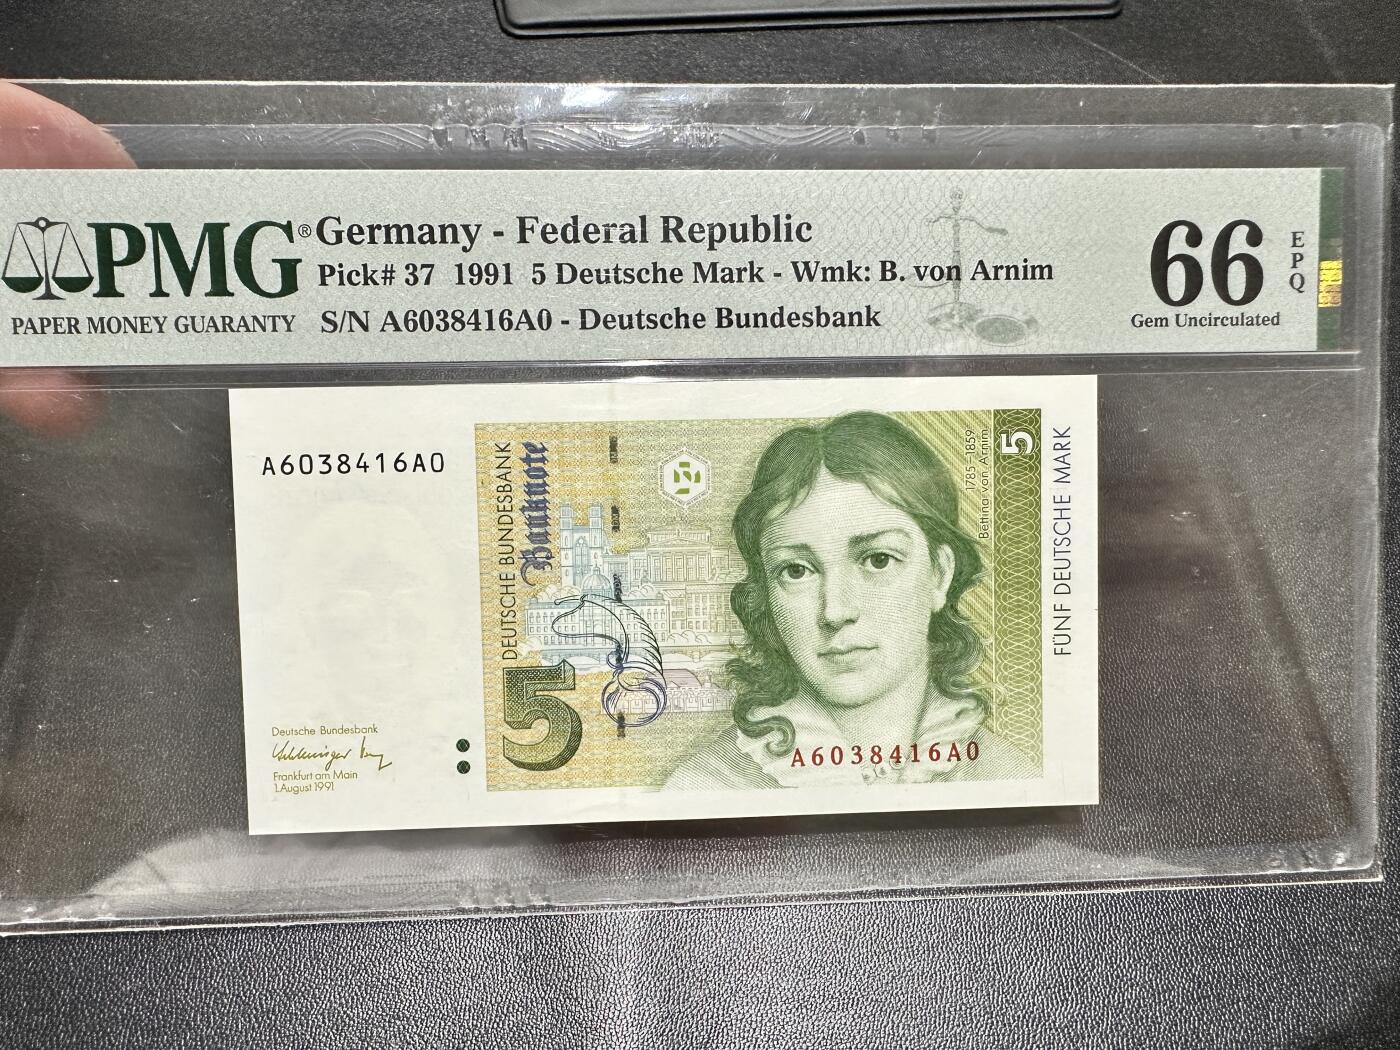 PMG®
PAPER MONEY GUARANTY
Germany - Federal Republic
Pick# 37 1991 5 Deutsche Mark - Wmk: B. von Arnim
S/N A6038416A0 - Deutsche Bundesbank
66
EPQ
Gem Uncirculated
A6038416A0
DEUTSCHE BUNDESBANK
Banknote
1785-1859
Bettina von Arnim
5
FÜNF DEUTSCHE MARK
5
A6038416A0
Deutsche Bundesbank
Frankfurt am Main
1.August 1991